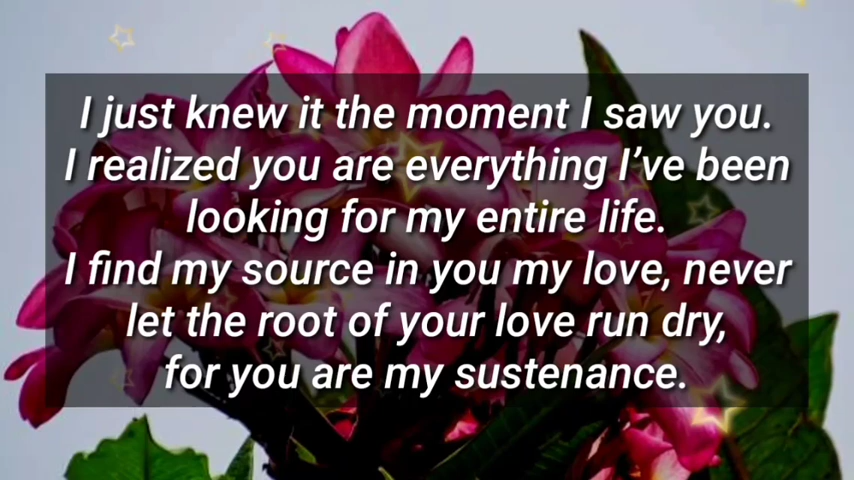 I just knew it the moment I saw you.
I realized you are everything I’ve been
looking for my entire life.
I find my source in you my love, never
let the root of your love run dry,
for you are my sustenance.